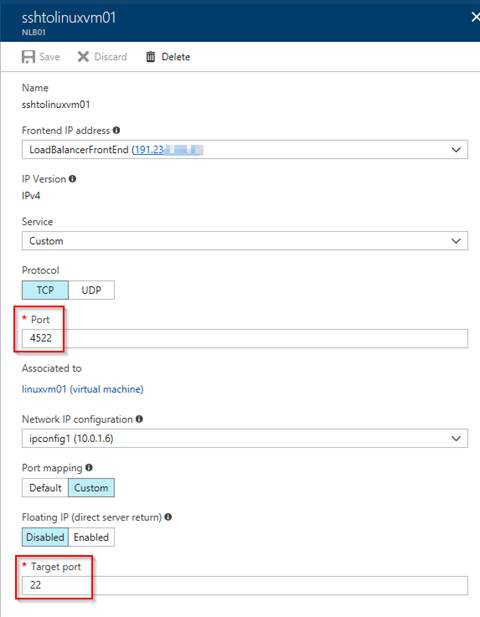 sshtolinuxvm01
NLB01
Save Discard Delete
Name
sshtolinuxvm01
Frontend IP address
LoadBalancerFrontEnd (191.23
IP Version
IPv4
Service
Custom
Protocol
TCP UDP
* Port
4522
Associated to
linuxvm01 (virtual machine)
Network IP configuration
ipconfig1 (10.0.1.6)
Port mapping
Default Custom
Floating IP (direct server return)
Disabled Enabled
* Target port
22